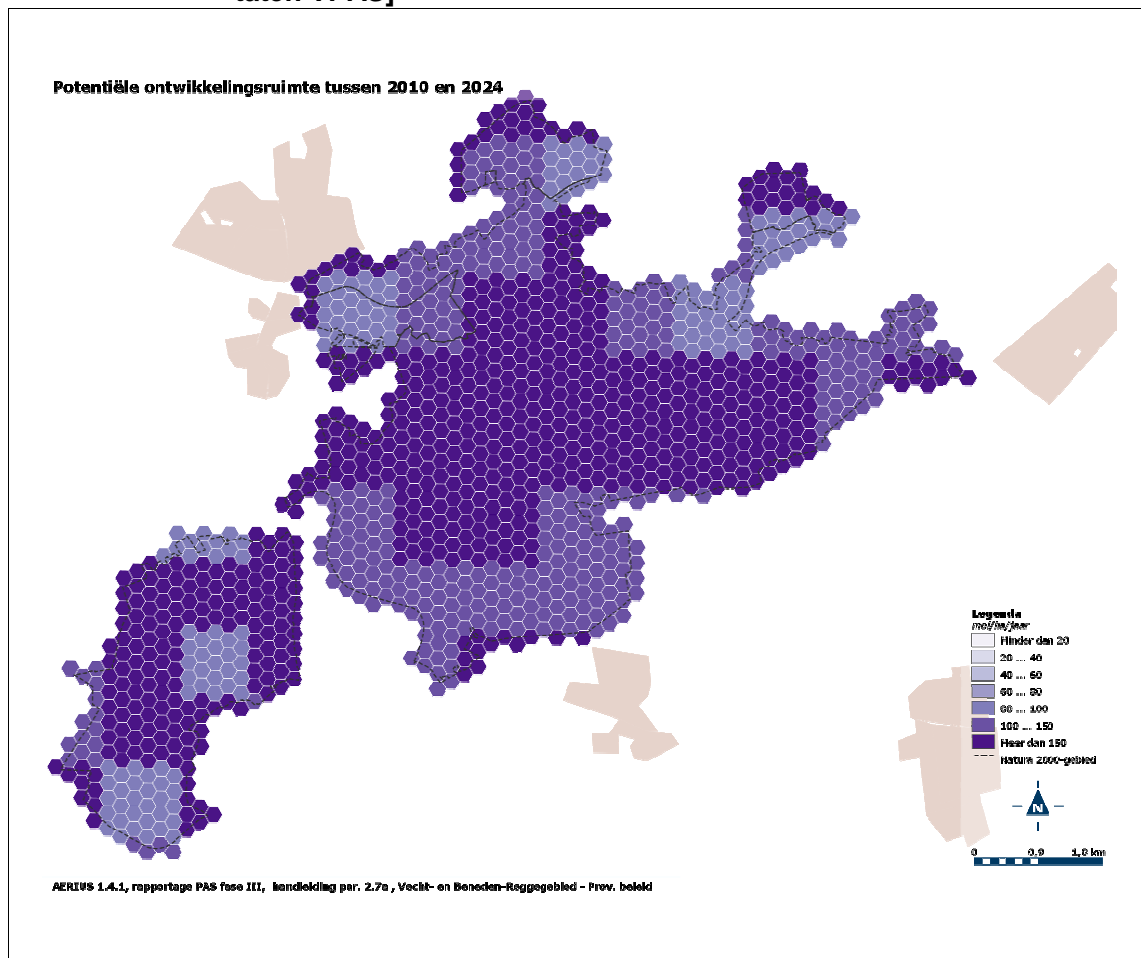 Potentiële ontwikkelingsruimte tussen 2010 en 2024
Legenda
mol/ha/jaar
Minder dan 20
20 ... 40
40 ... 60
60 ... 80
80 ... 100
100 ... 150
Meer dan 150
Natura 2000-gebied
N
0 0,9 1,8 km
AERIUS 1.4.1, rapportage PAS fase III, handleiding par. 2.7a , Vecht- en Beneden-Reggegebied - Prov. beleid